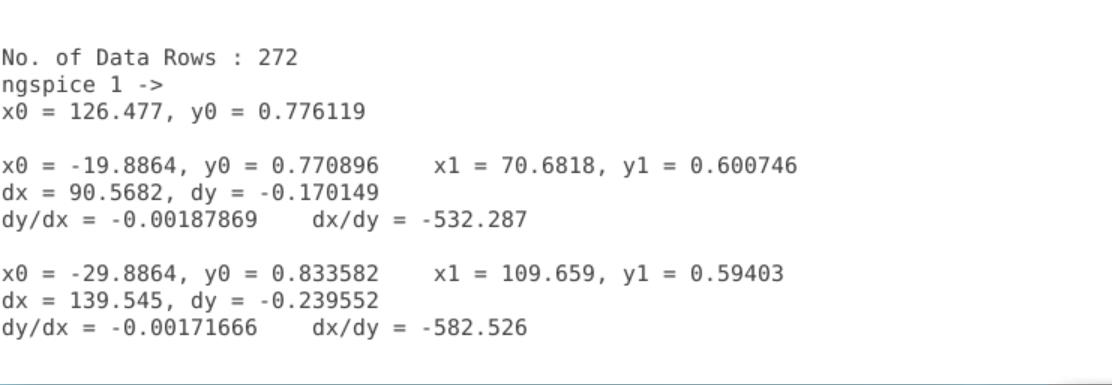 No. of Data Rows : 272
ngspice 1 ->
x0 = 126.477, y0 = 0.776119
x0 = -19.8864, y0 = 0.770896    x1 = 70.6818, y1 = 0.600746
dx = 90.5682, dy = -0.170149
dy/dx = -0.00187869    dx/dy = -532.287
x0 = -29.8864, y0 = 0.833582    x1 = 109.659, y1 = 0.59403
dx = 139.545, dy = -0.239552
dy/dx = -0.00171666    dx/dy = -582.526